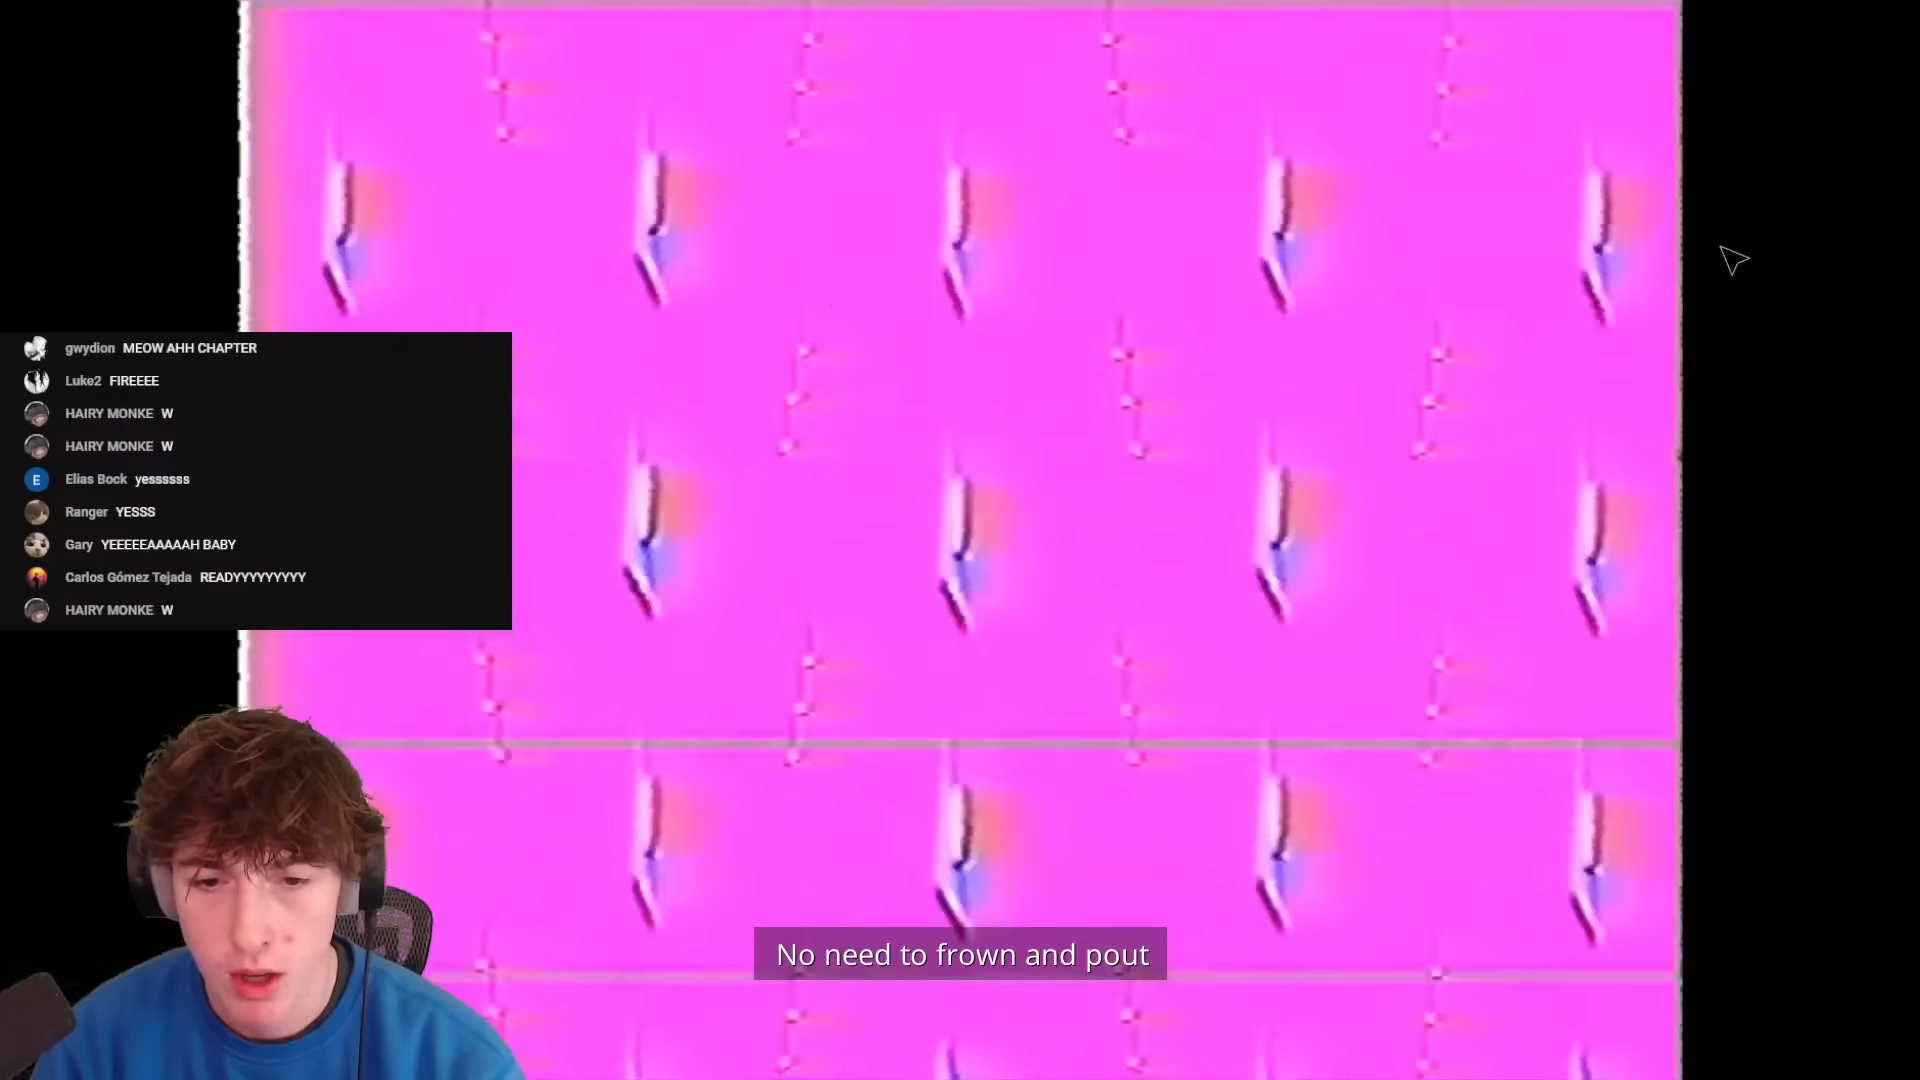 gwydion MEOW AHH CHAPTER
Luke2 FIREEEE
HAIRY MONKE W
HAIRY MONKE W
E Elias Bock yessssss
Ranger YESSS
Gary YEEEEEAAAAAH BABY
Carlos Gómez Tejada READYYYYYYYYY
HAIRY MONKE W
No need to frown and pout